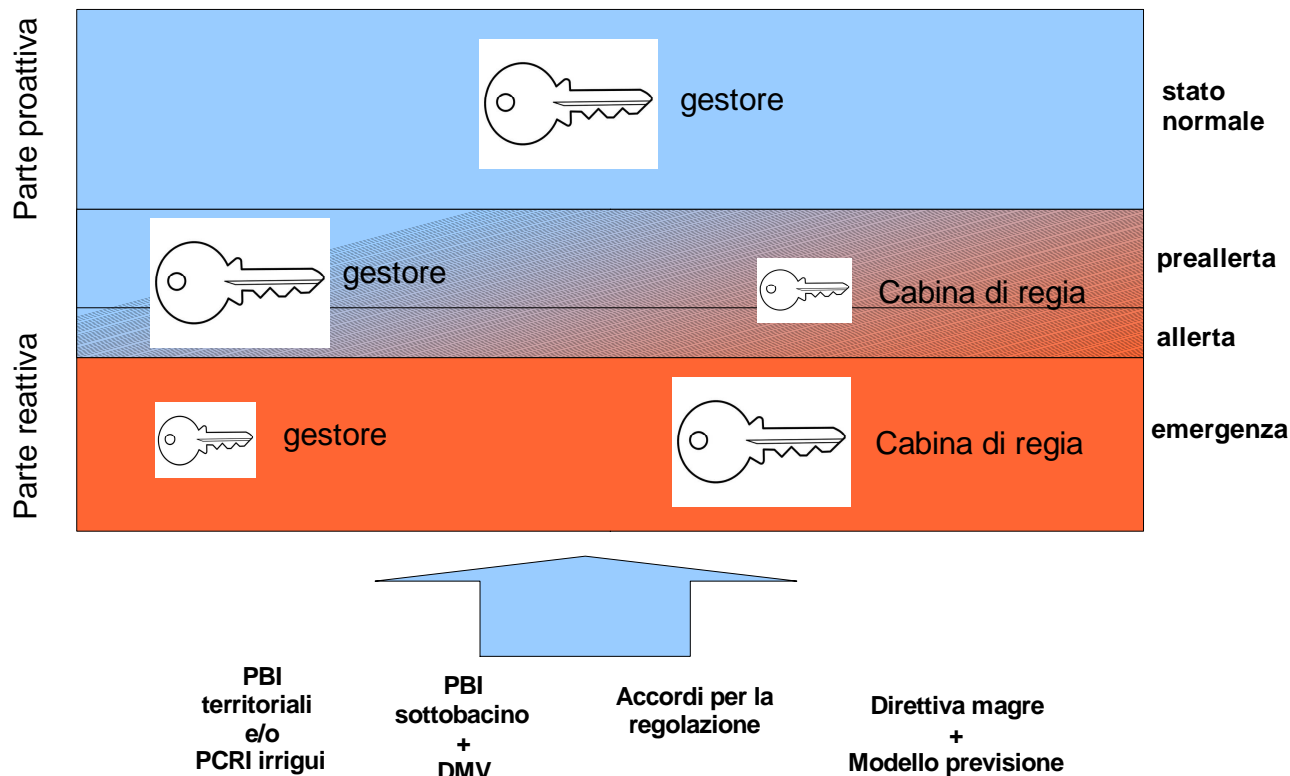 Parte proattiva
gestore
stato
normale
gestore
Cabina di regia
preallerta
allerta
Parte reattiva
gestore
Cabina di regia
emergenza
PBI
territoriali
e/o
PCRI irrigui
PBI
sottobacino
+
DMV
Accordi per la
regolazione
Direttiva magre
+
Modello previsione